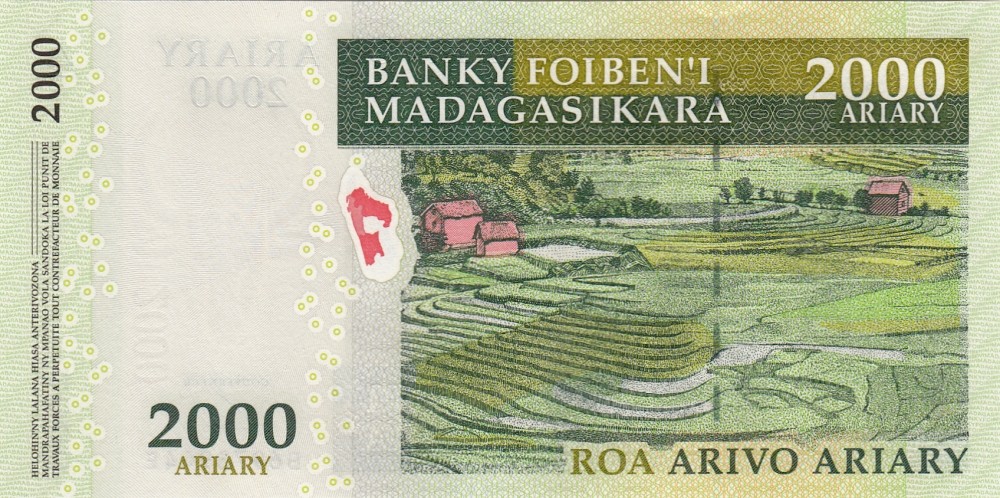 BANKY FOIBEN'I
MADAGASIKARA
2000
ARIARY
2000
HELOHIN'NY LALANA HIASA ANTERIVOZONA
MANDRAPAHAFATINY NY MPANAO VOLA SANDOKA LA LOI PUNIT DE
TRAVAUX FORCES A PERPETUITE TOUT CONTREFACTEUR DE MONNAIE
ARIARY
2000
2000
ARIARY
ROA ARIVO ARIARY